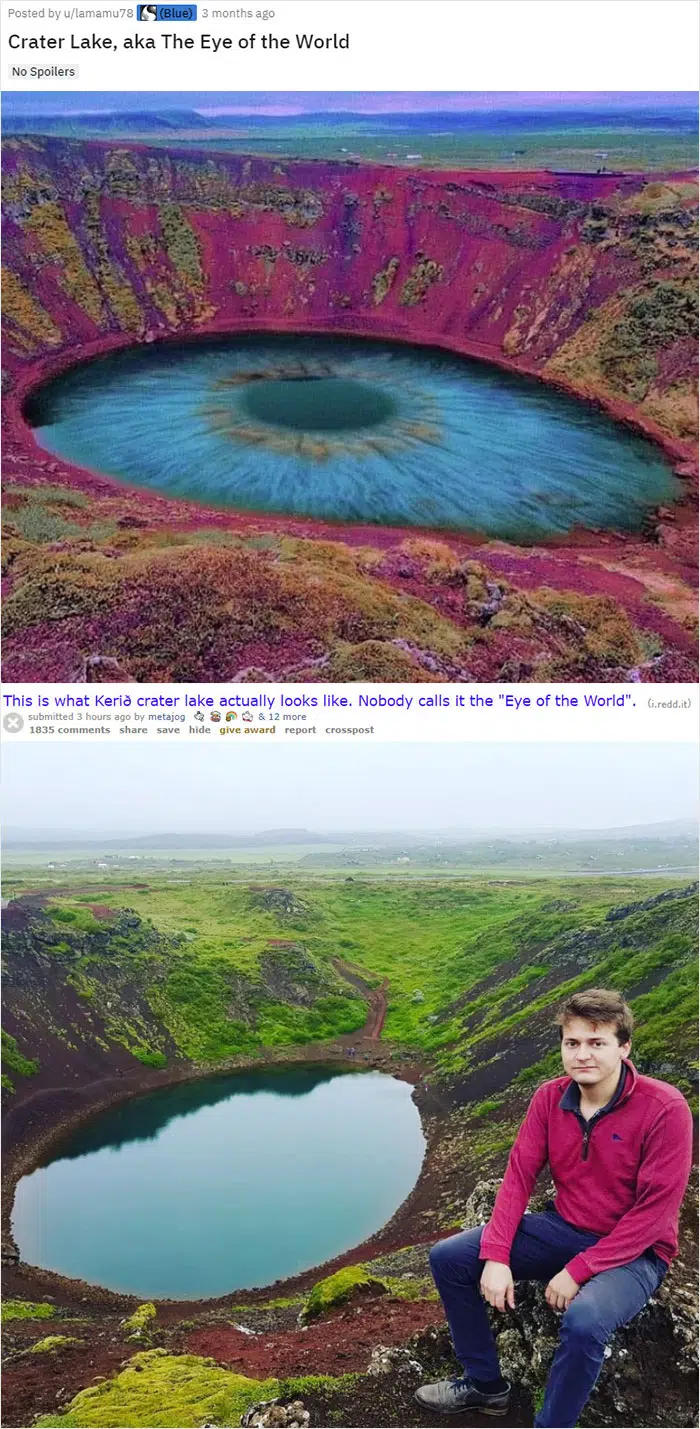 Posted by u/lamamu78 (Blue) 3 months ago
Crater Lake, aka The Eye of the World
No Spoilers
This is what Kerið crater lake actually looks like. Nobody calls it the "Eye of the World". (i.redd.it)
submitted 3 hours ago by metajog & 12 more
1835 comments share save hide give award report crosspost